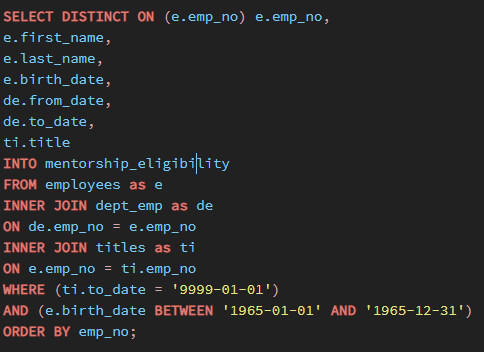 SELECT DISTINCT ON (e.emp_no) e.emp_no,
e.first_name,
e.last_name,
e.birth_date,
de.from_date,
de.to_date,
ti.title
INTO mentorship_eligibility
FROM employees as e
INNER JOIN dept_emp as de
ON de.emp_no = e.emp_no
INNER JOIN titles as ti
ON e.emp_no = ti.emp_no
WHERE (ti.to_date = '9999-01-01')
AND (e.birth_date BETWEEN '1965-01-01' AND '1965-12-31')
ORDER BY emp_no;